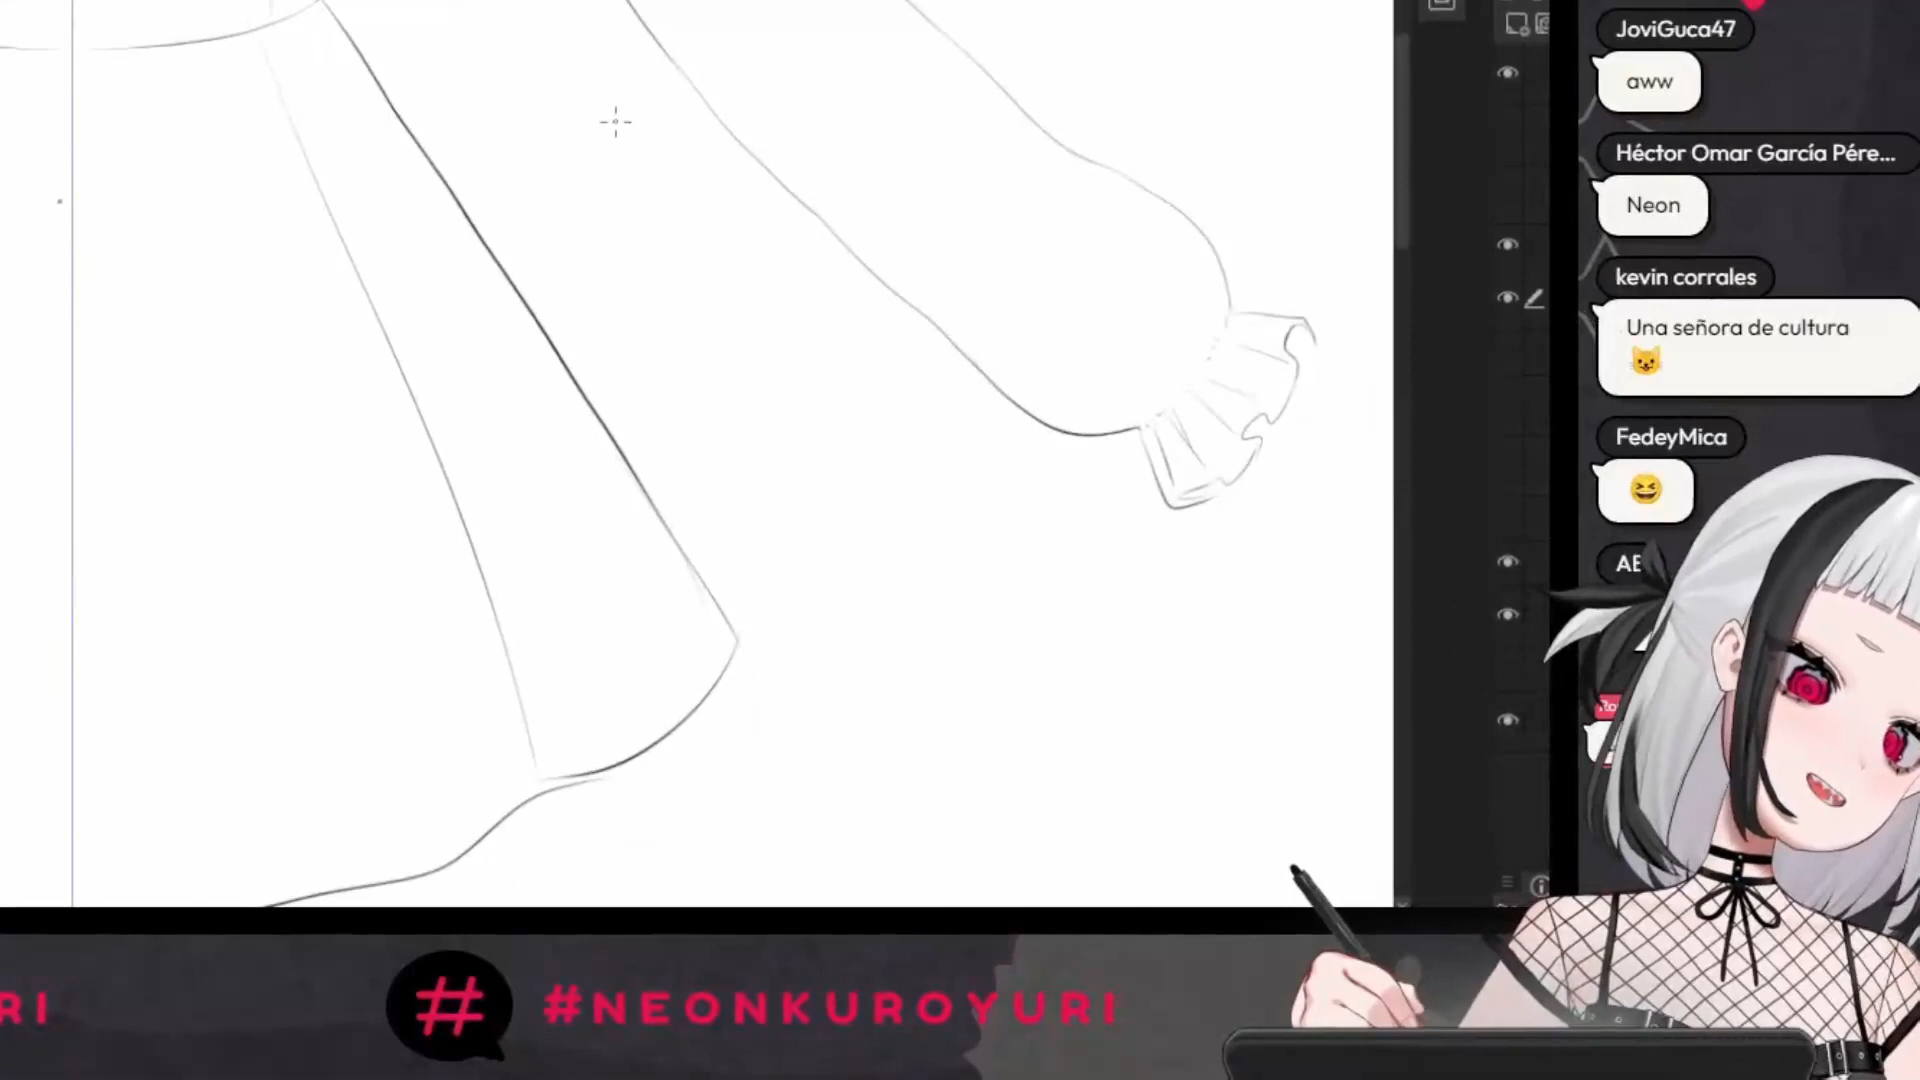 JoviGuca47
aww
Héctor Omar García Pére...
Neon
kevin corrales
Una señora de cultura
😺
FedeyMica
😆
AE
RI
#
#NEONKUROYURI